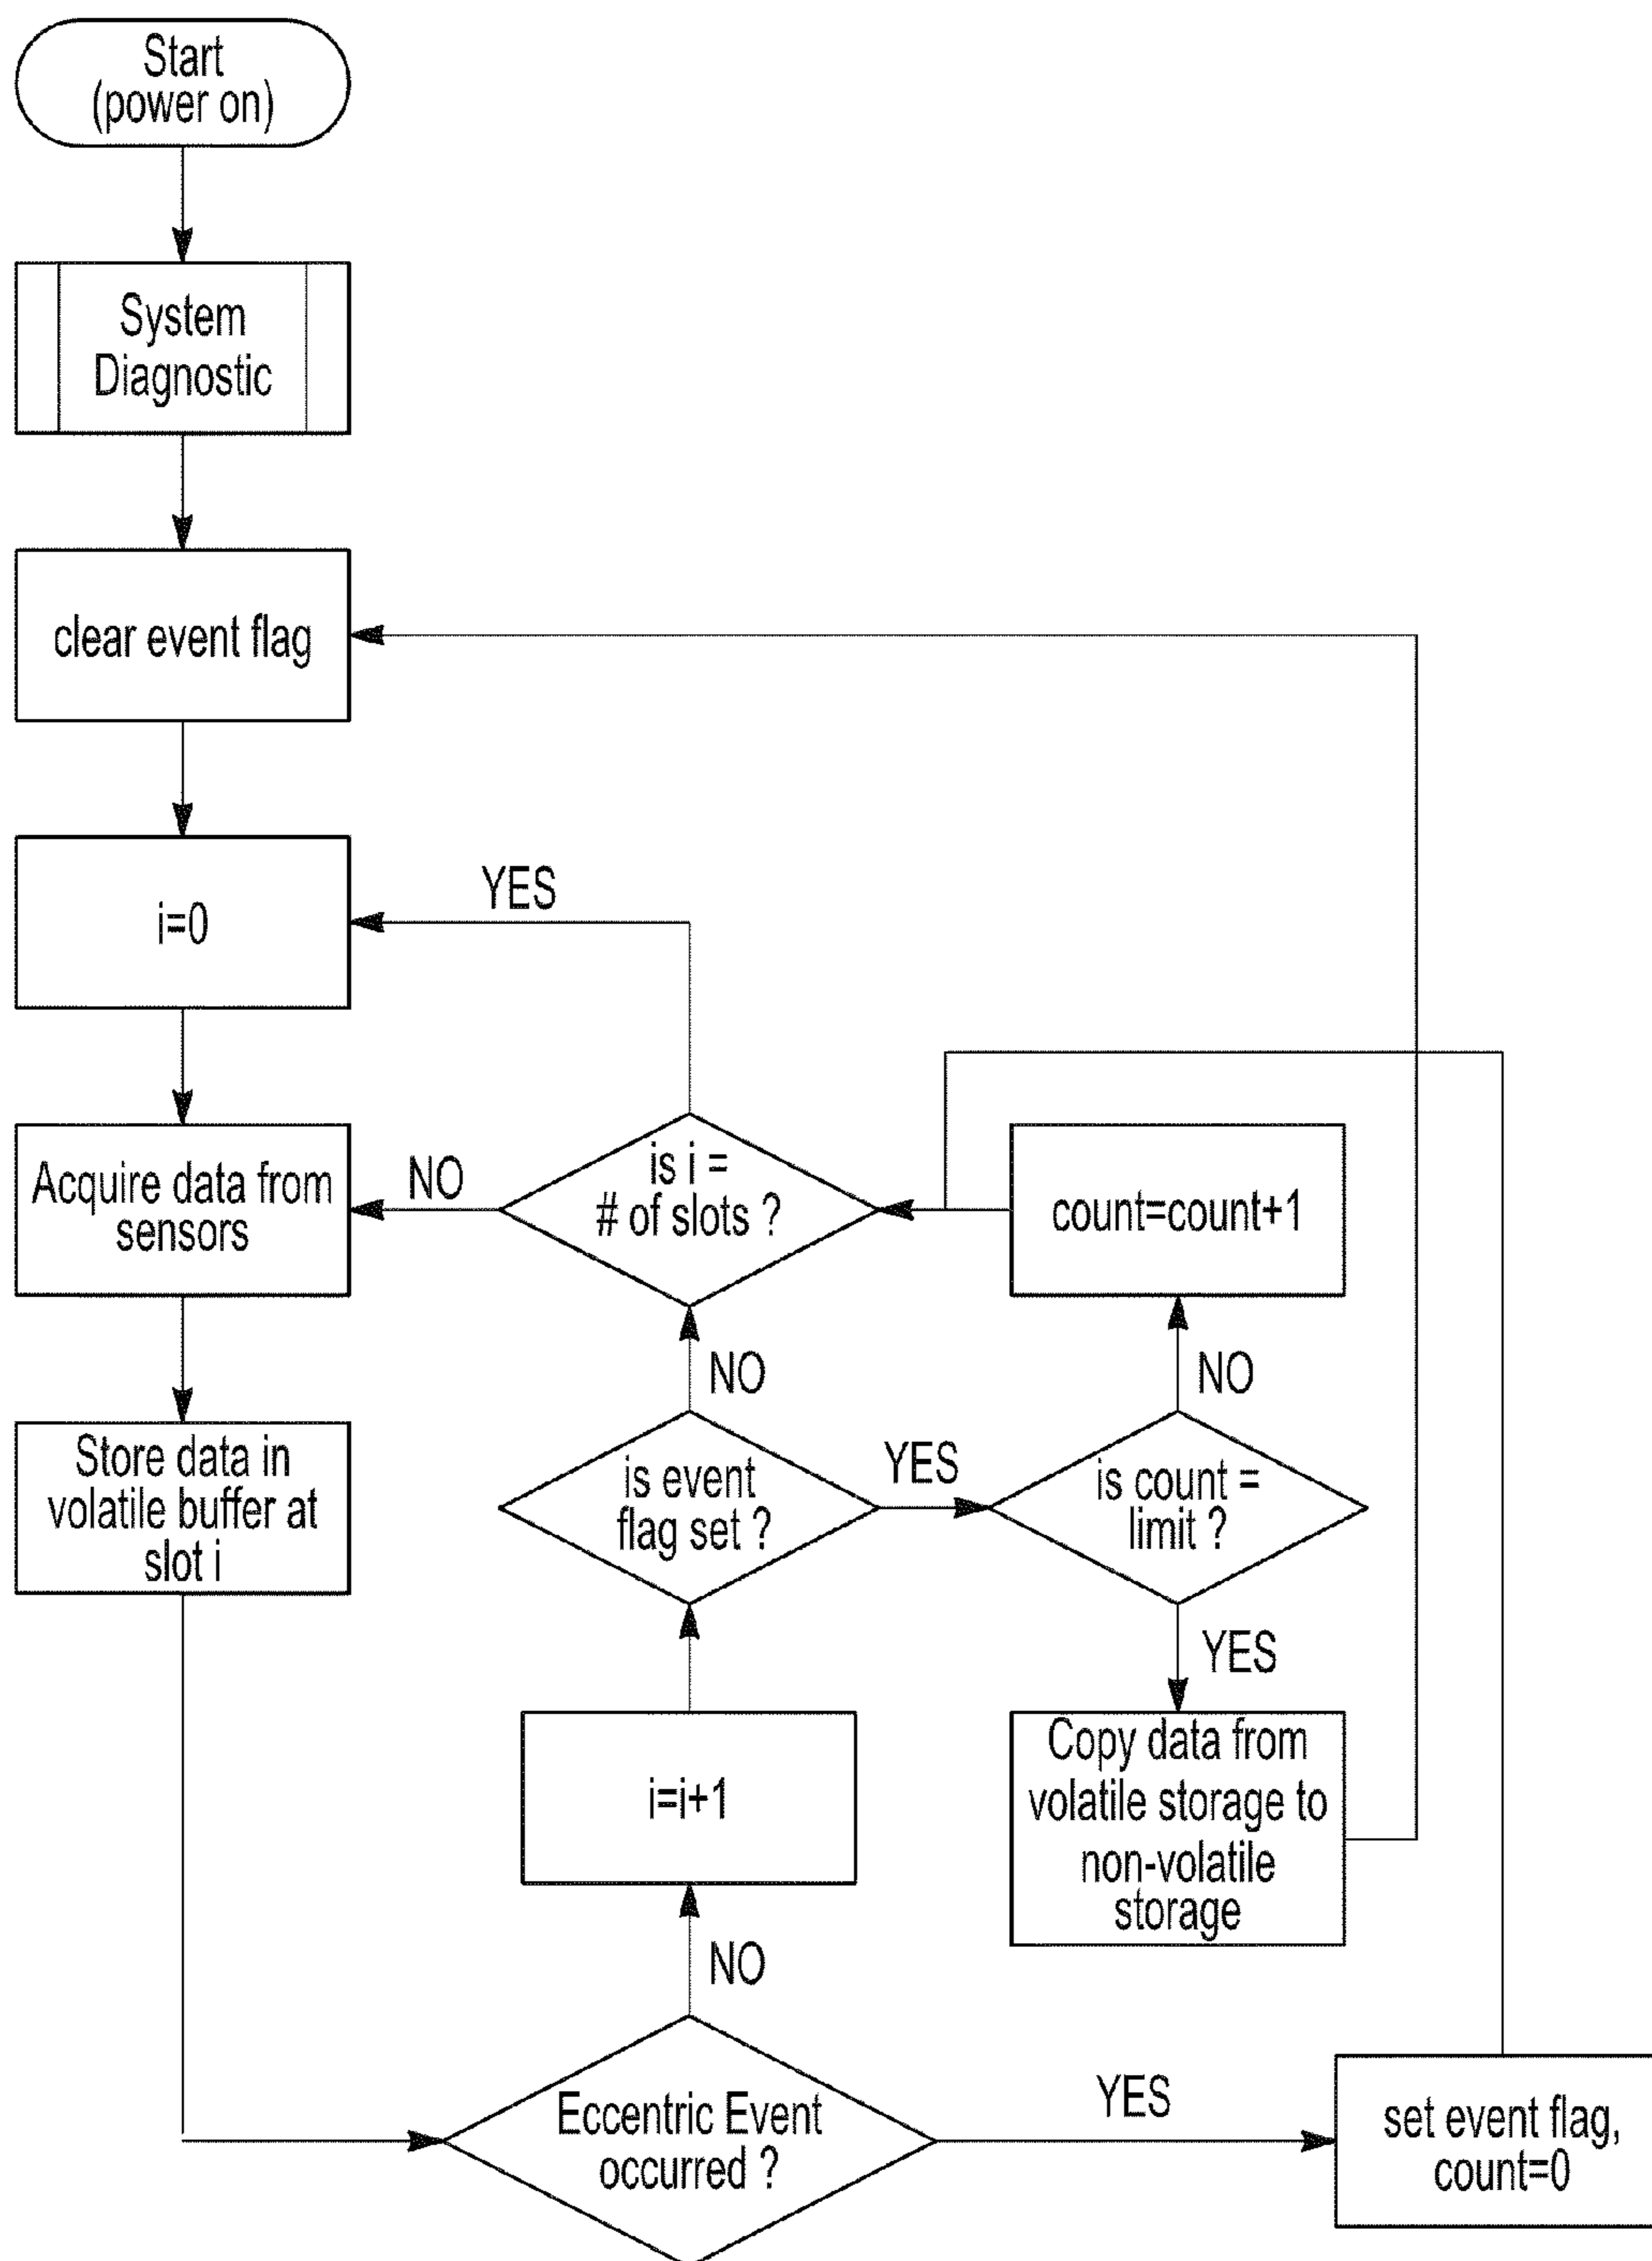 Start
(power on)
System
Diagnostic
clear event flag
i=0
YES
Acquire data from
sensors
NO
is i =
# of slots ?
count=count+1
NO
NO
Store data in
volatile buffer at
slot i
is event
flag set ?
YES
is count =
limit ?
YES
i=i+1
Copy data from
volatile storage to
non-volatile
storage
NO
Eccentric Event
occurred ?
YES
set event flag,
count=0